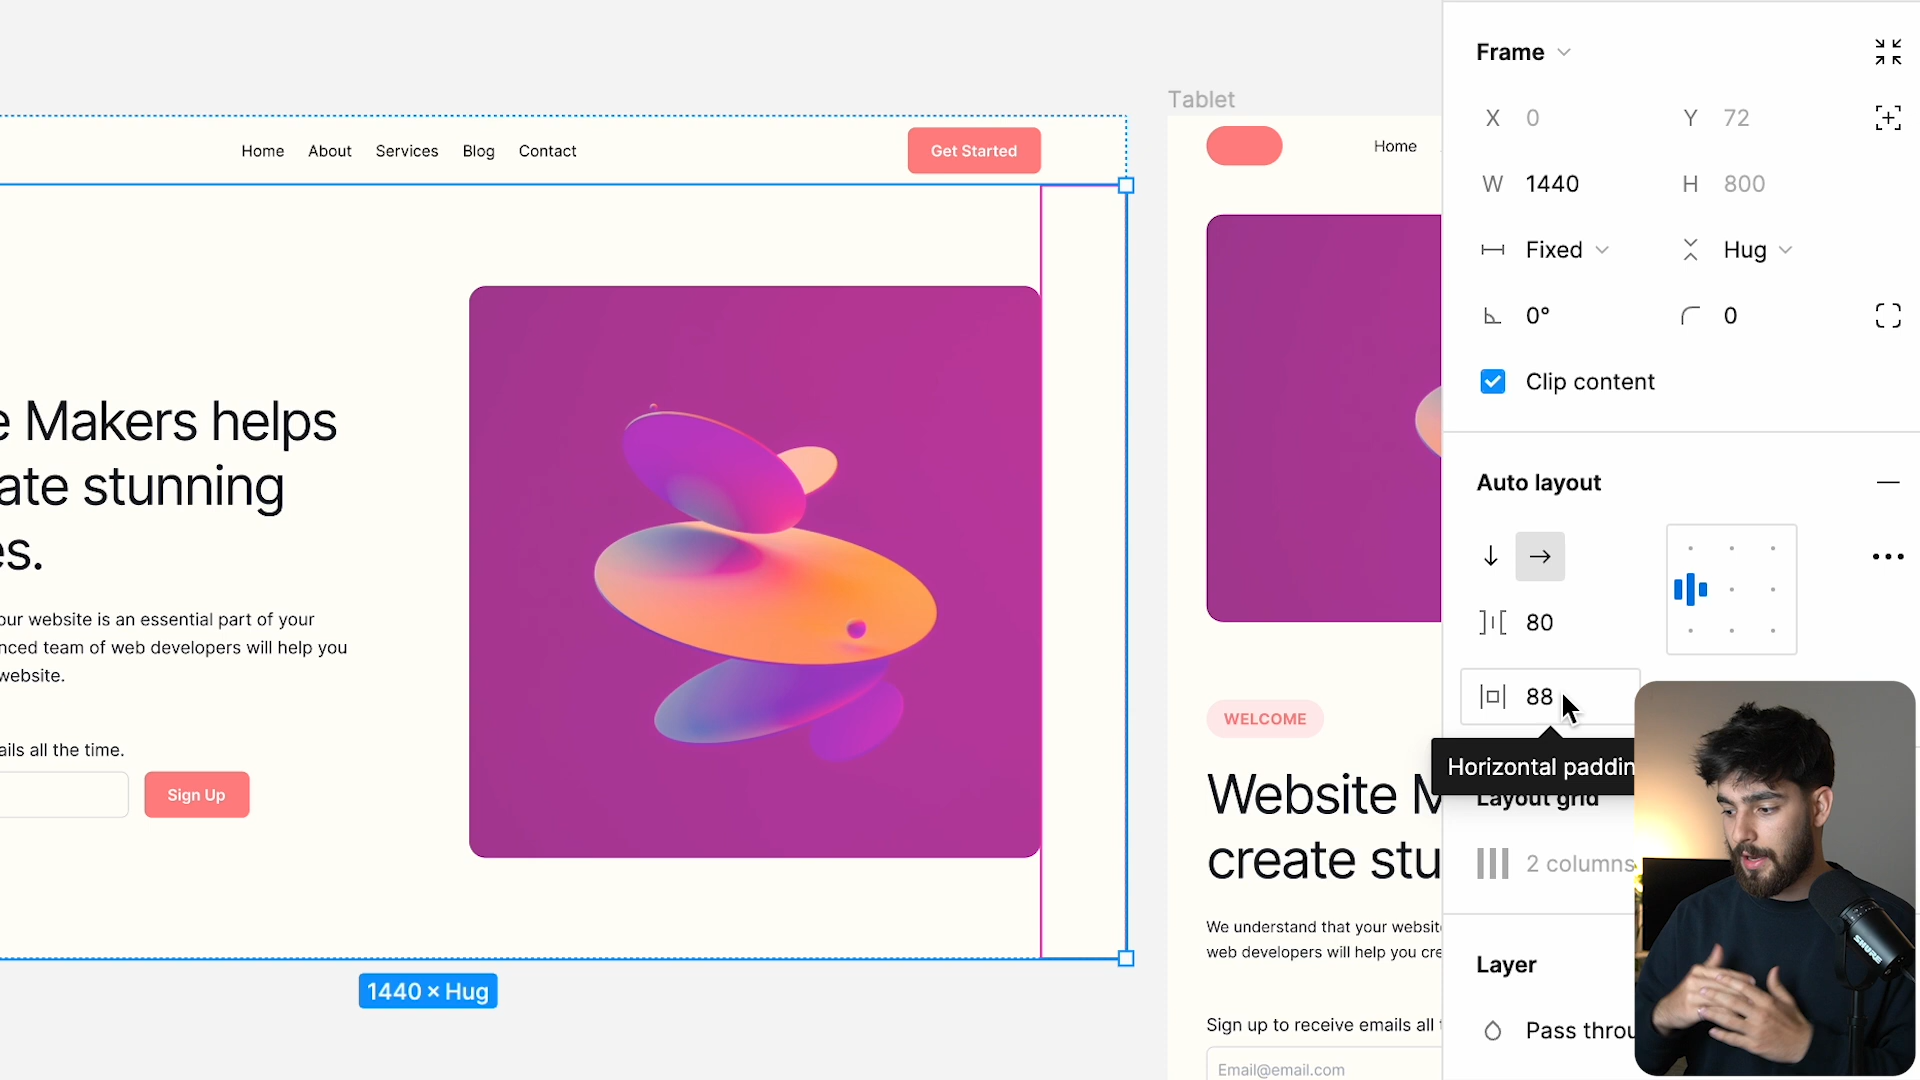 Home About Services Blog Contact
Get Started
e Makers helps
ate stunning
es.
our website is an essential part of your
nced team of web developers will help you
website.
ails all the time.
Sign Up
1440 × Hug
Tablet
Home
WELCOME
Website M
create stu
We understand that your websit
web developers will help you cre
Sign up to receive emails all
Email@email.com
Frame
X 0 Y 72
W 1440 H 800
Fixed Hug
0° 0
Clip content
Auto layout
80
88
Horizontal paddin
Layout grid
2 columns
Layer
Pass throu
SHURE